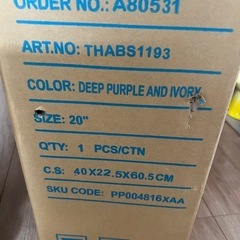 ORDER NO.: A80531
ART.NO: THABS1193
COLOR: DEEP PURPLE AND IVORY
SIZE: 20"
Q'TY: 1 PCS/CTN
C.S: 40X22.5X60.5CM
SKU CODE: PP004816XAA